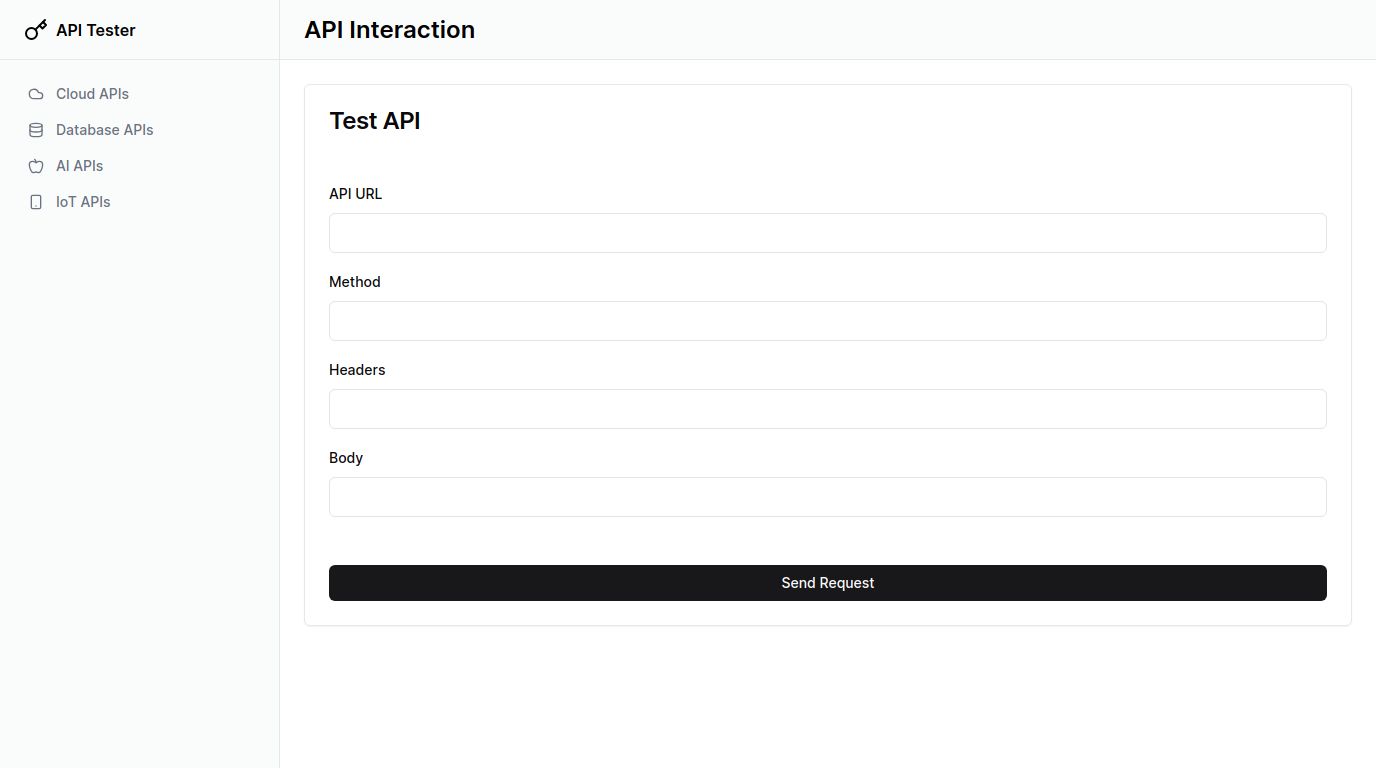 API Tester
Cloud APIs
Database APIs
AI APIs
IoT APIs
API Interaction
Test API
API URL
Method
Headers
Body
Send Request